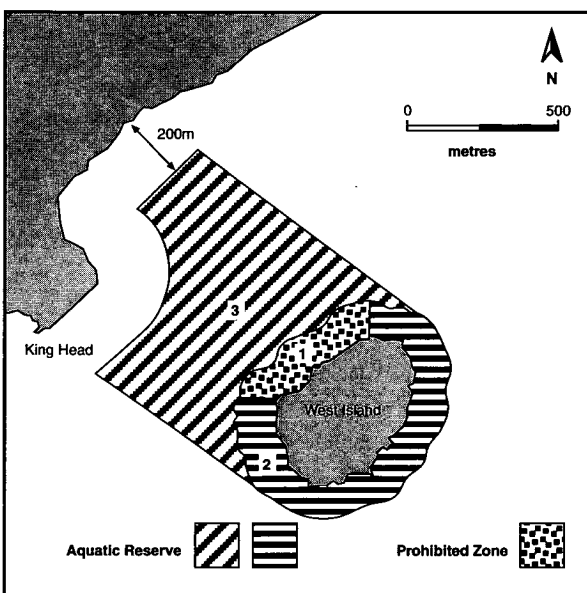 N
0 500
metres
200m
3
King Head
1
West Island
2
Aquatic Reserve
Prohibited Zone